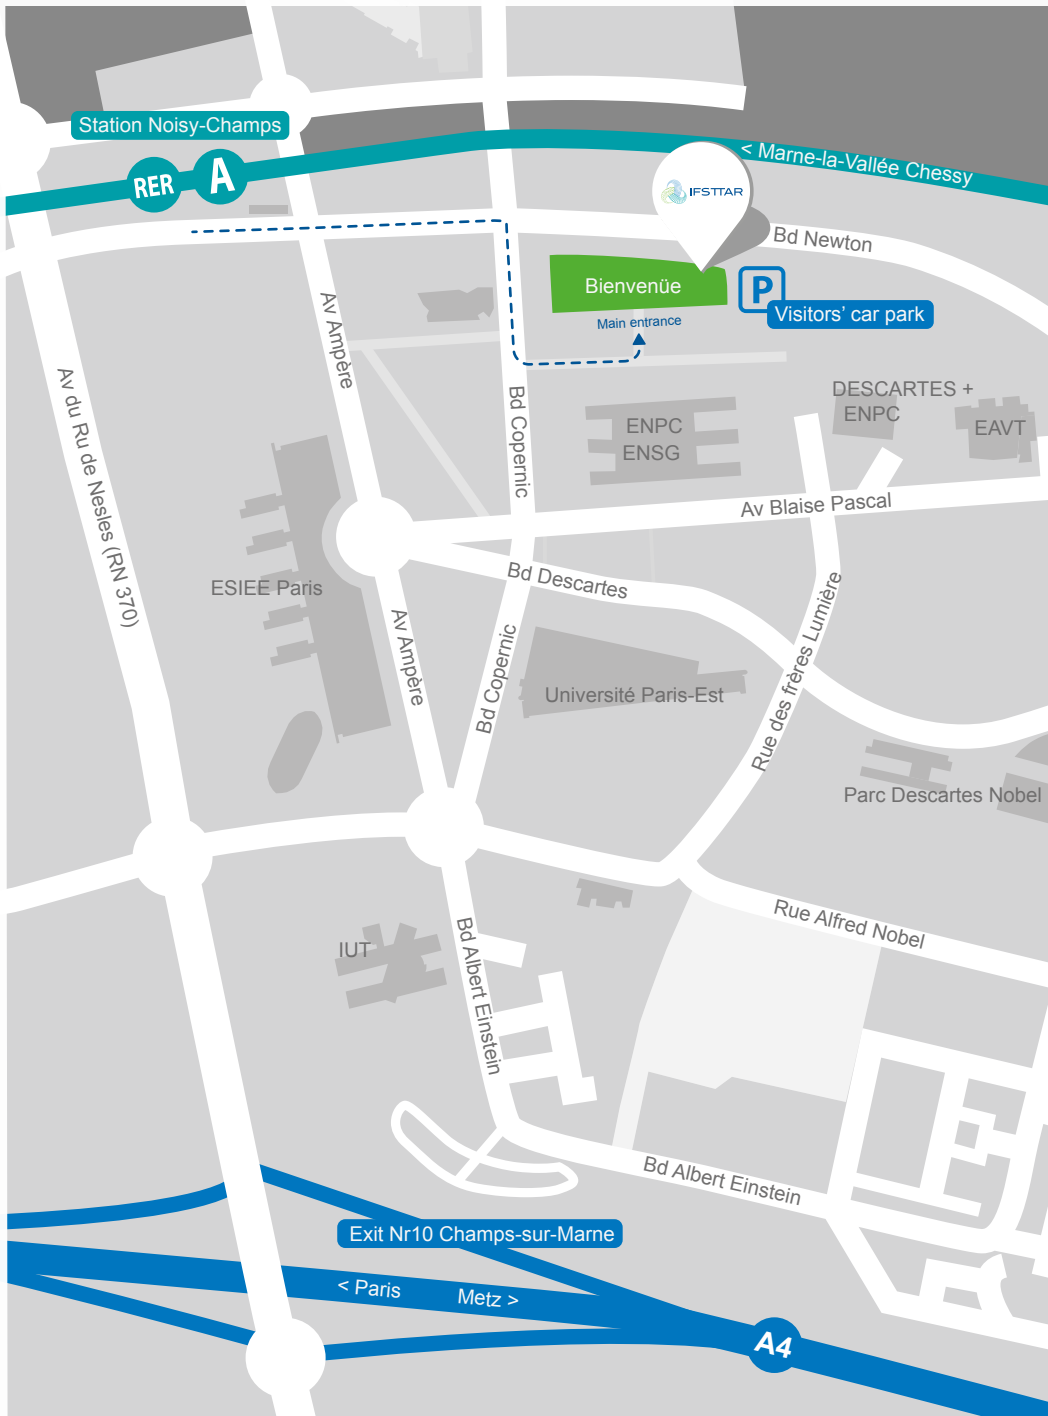 Station Noisy-Champs
RER A
< Marne-la-Vallée Chessy
IFSTTAR
Bd Newton
Bienvenüe
P
Visitors' car park
Main entrance
Av Ampère
Av du Ru de Nesles (RN 370)
Bd Copernic
DESCARTES +
ENPC
EAVT
ENPC
ENSG
Av Blaise Pascal
ESIEE Paris
Bd Descartes
Av Ampère
Bd Copernic
Rue des frères Lumière
Université Paris-Est
Parc Descartes Nobel
Rue Alfred Nobel
IUT
Bd Albert Einstein
Bd Albert Einstein
Exit Nr10 Champs-sur-Marne
< Paris
Metz >
A4